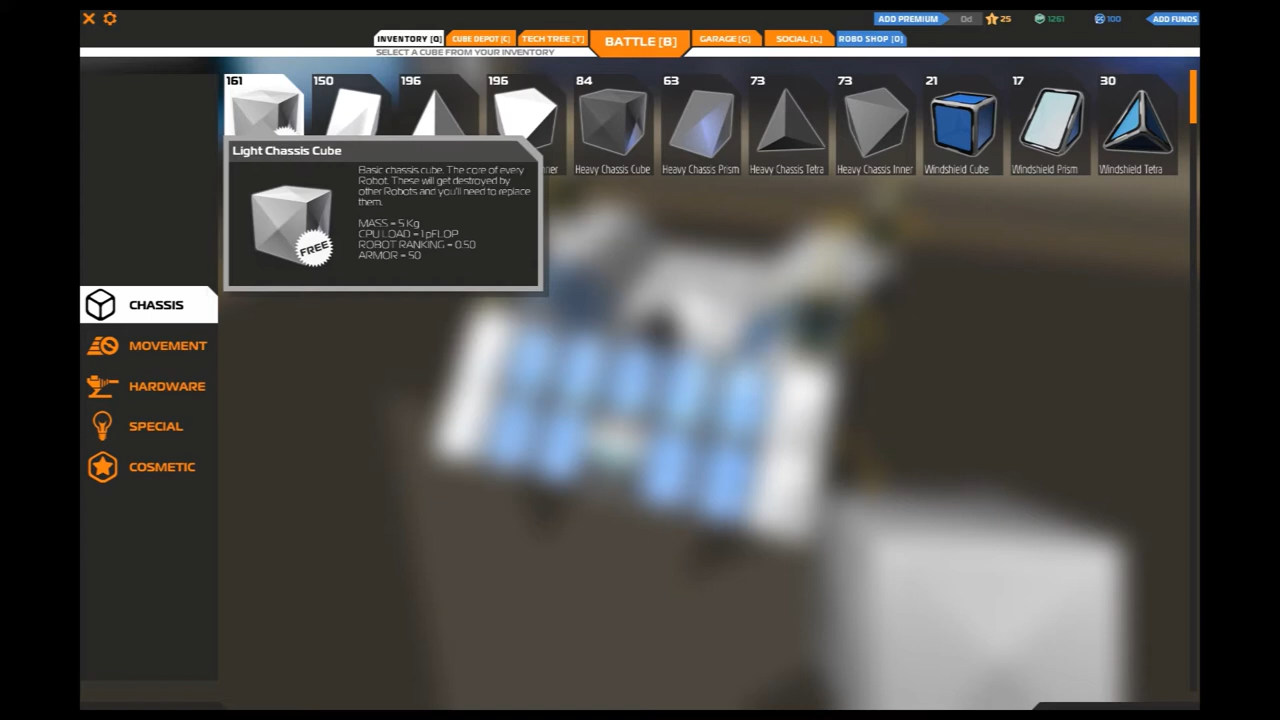 ADD PREMIUM 0d 25 1261 100 ADD FUNDS
INVENTORY [Q] CUBE DEPOT [C] TECH TREE [T] BATTLE [B] GARAGE [G] SOCIAL [L] ROBO SHOP [O]
SELECT A CUBE FROM YOUR INVENTORY
161 150 196 196 84 63 73 73 21 17 30
Heavy Chassis Cube Heavy Chassis Prism Heavy Chassis Tetra Heavy Chassis Inner Windshield Cube Windshield Prism Windshield Tetra
Light Chassis Cube
Basic chassis cube. The core of every
Robot. These will get destroyed by
other Robots and you'll need to replace
them.
MASS = 5 Kg
CPU LOAD = 1 pFLOP
ROBOT RANKING = 0.50
ARMOR = 50
FREE
CHASSIS
MOVEMENT
HARDWARE
SPECIAL
COSMETIC